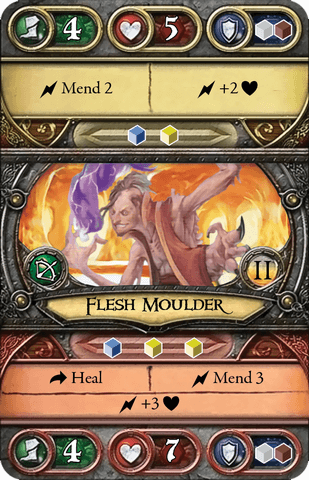 4 5
Mend 2 +2
FLESH MOULDER
II
Heal Mend 3
+3
4 7